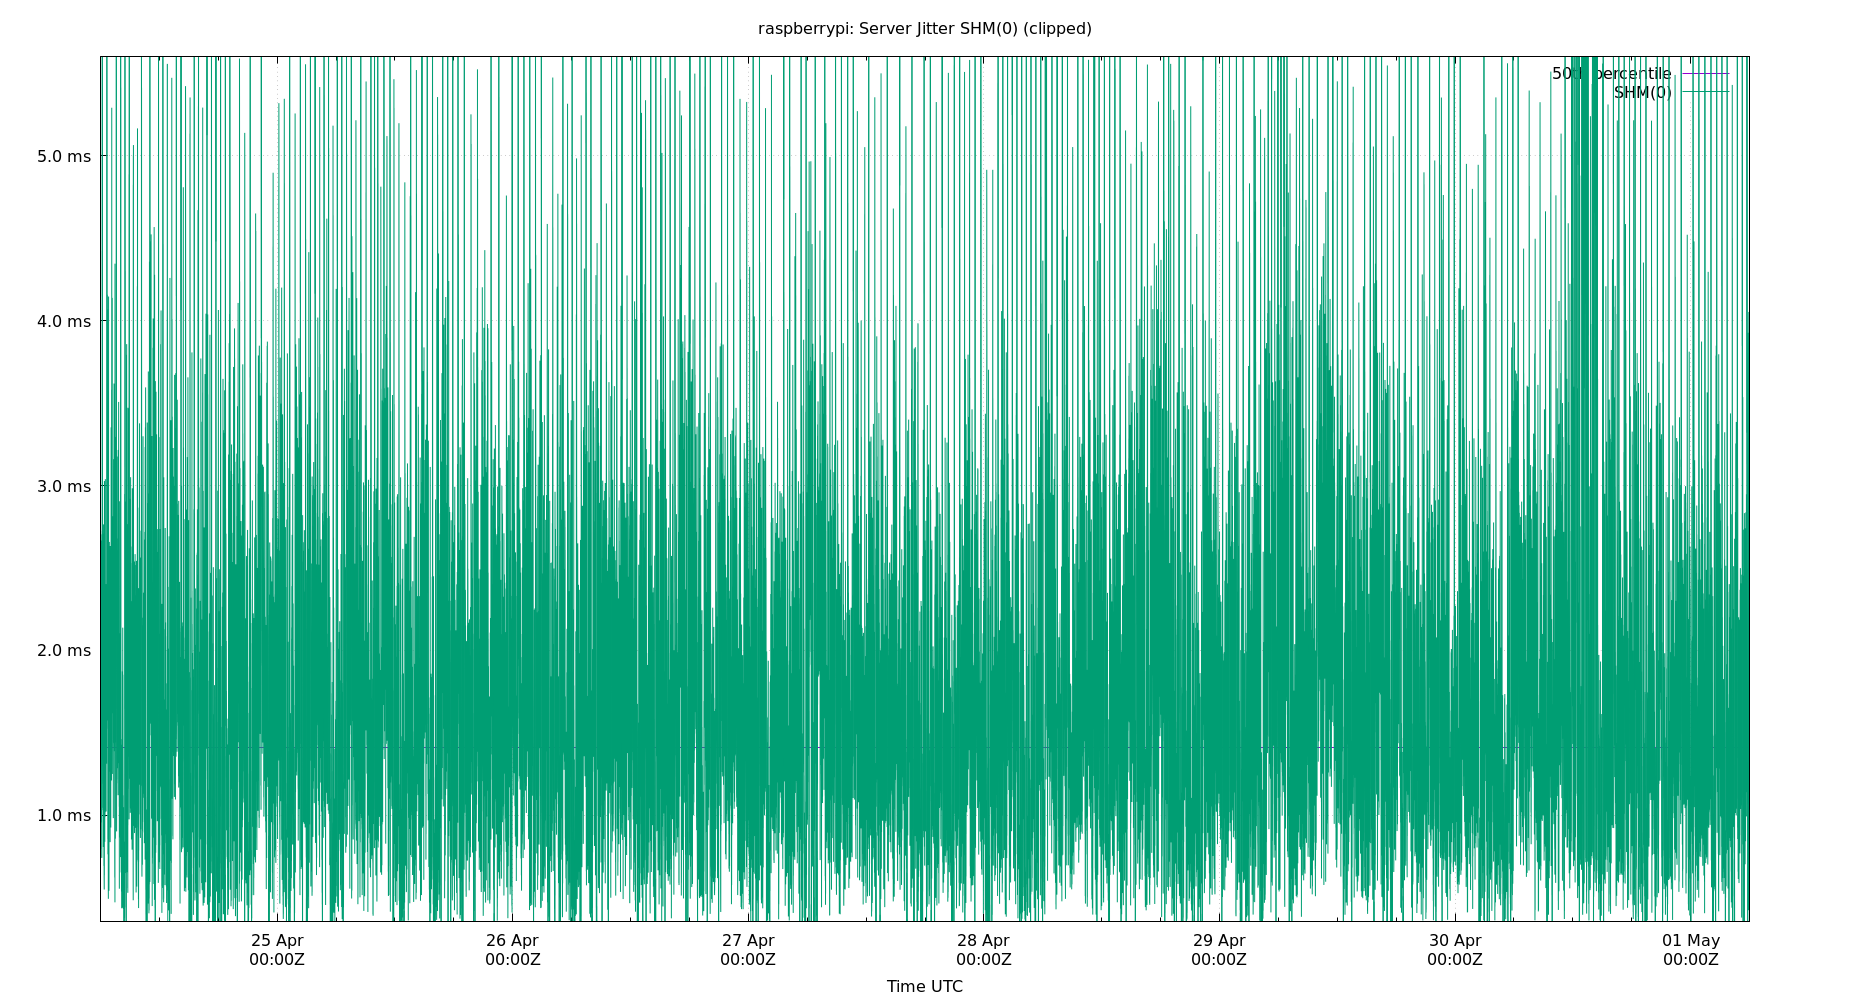 raspberrypi: Server Jitter SHM(0) (clipped)
50th percentile
SHM(0)
5.0 ms
4.0 ms
3.0 ms
2.0 ms
1.0 ms
25 Apr
00:00Z
26 Apr
00:00Z
27 Apr
00:00Z
28 Apr
00:00Z
29 Apr
00:00Z
30 Apr
00:00Z
01 May
00:00Z
Time UTC